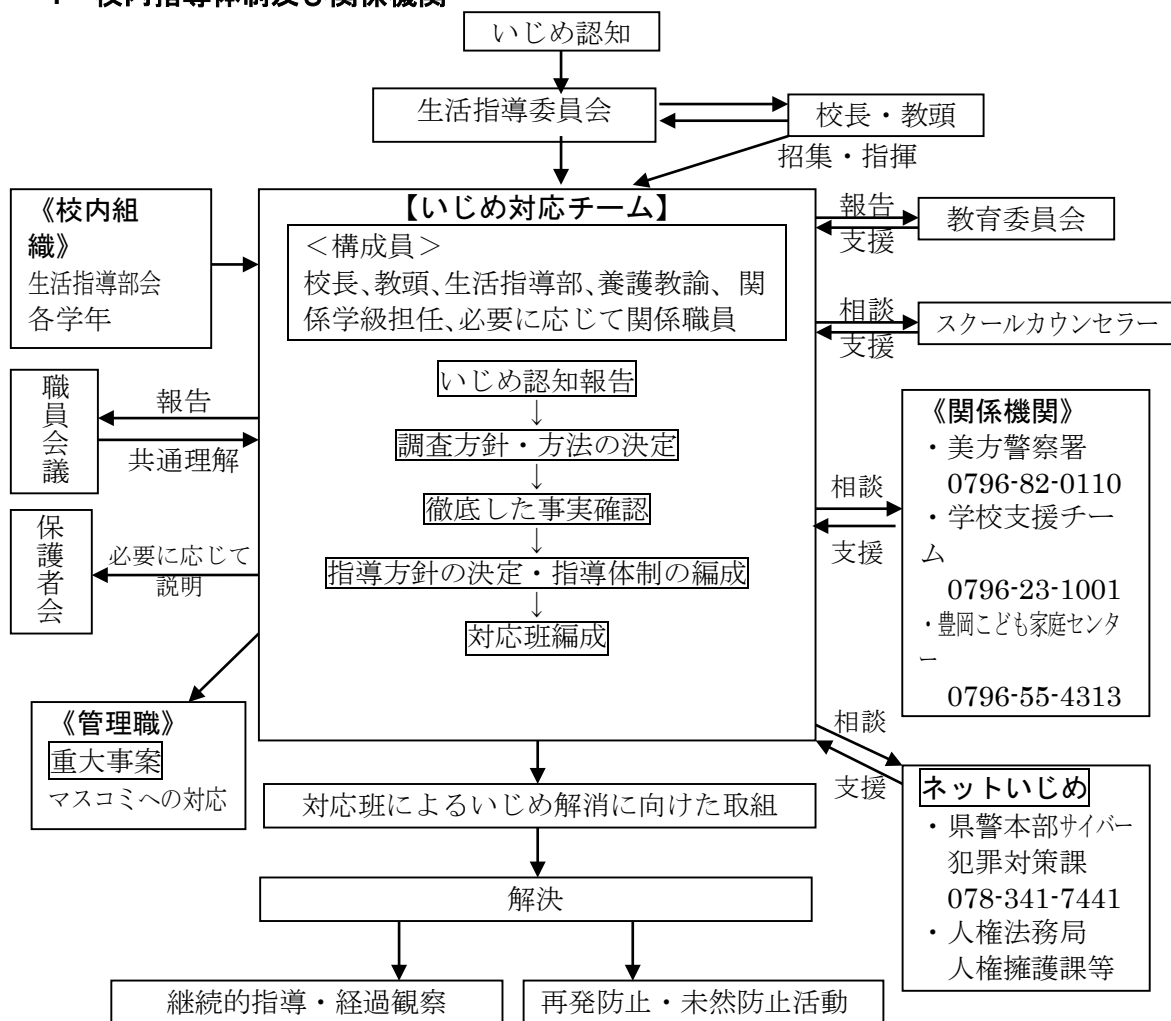 校内指導体制及び関係機関
いじめ認知
生活指導委員会
校長・教頭
招集・指揮
《校内組
織》
生活指導部会
各学年
【いじめ対応チーム】
＜構成員＞
校長、教頭、生活指導部、養護教諭、関
係学級担任、必要に応じて関係職員
報告
支援
教育委員会
相談
支援
スクールカウンセラー
いじめ認知報告
↓
調査方針・方法の決定
↓
徹底した事実確認
↓
指導方針の決定・指導体制の編成
↓
対応班編成
職員会議
報告
共通理解
保護者会
必要に応じて
説明
《管理職》
重大事案
マスコミへの対応
相談
支援
《関係機関》
・美方警察署
0796-82-0110
・学校支援チー
ム
0796-23-1001
・豊岡こども家庭センタ
ー
0796-55-4313
相談
支援
ネットいじめ
・県警本部サイバー
犯罪対策課
078-341-7441
・人権法務局
人権擁護課等
対応班によるいじめ解消に向けた取組
解決
継続的指導・経過観察
再発防止・未然防止活動